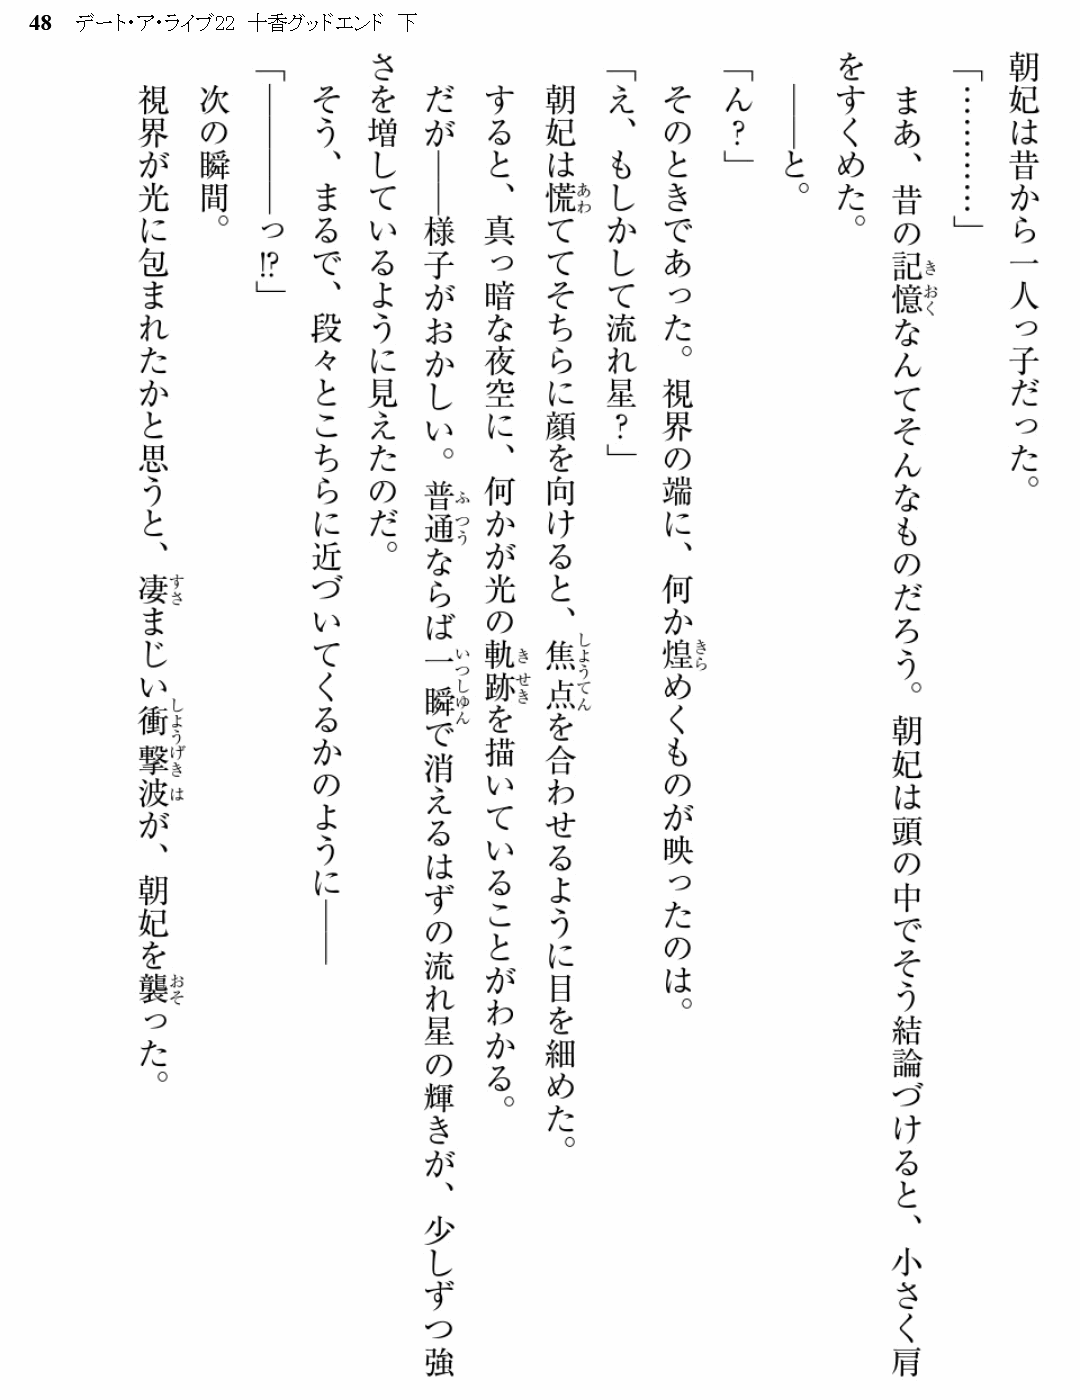 48 デート・ア・ライブ22 十香グッドエンド 下
朝妃は昔から一人っ子だった。
「…………」
まあ、昔の記憶なんてそんなものだろう。朝妃は頭の中でそう結論づけると、小さく肩
をすくめた。
――と。
「ん？」
そのときであった。視界の端に、何か煌めくものが映ったのは。
「え、もしかして流れ星？」
朝妃は慌ててそちらに顔を向けると、焦点を合わせるように目を細めた。
すると、真っ暗な夜空に、何かが光の軌跡を描いていることがわかる。
だが――様子がおかしい。普通ならば一瞬で消えるはずの流れ星の輝きが、少しずつ強
さを増しているように見えたのだ。
そう、まるで、段々とこちらに近づいてくるかのように――
「――――っ!?」
次の瞬間。
視界が光に包まれたかと思うと、凄まじい衝撃波が、朝妃を襲った。